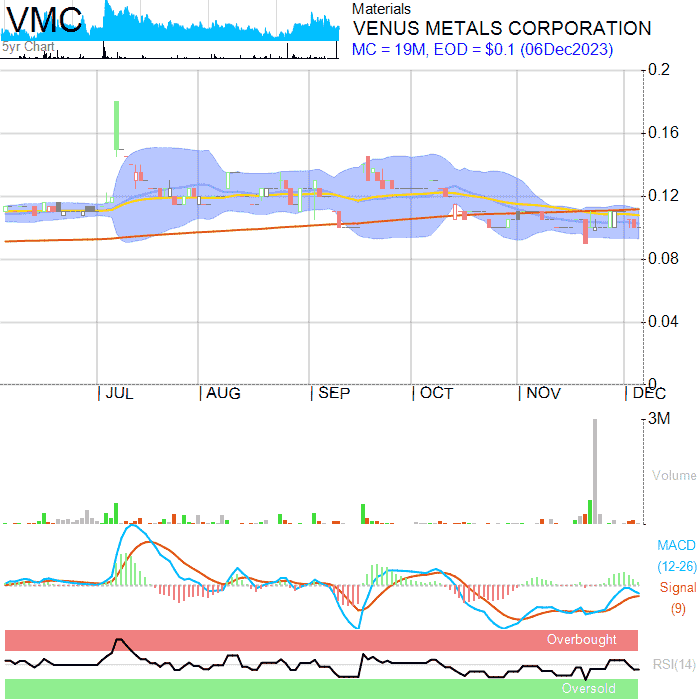 VMC
5yr Chart
Materials
VENUS METALS CORPORATION
MC = 19M, EOD = $0.1 (06Dec2023)
0.2
0.16
0.12
0.08
0.04
0
JUL
AUG
SEP
OCT
NOV
DEC
3M
Volume
MACD
(12-26)
Signal
(9)
Overbought
RSI(14)
Oversold